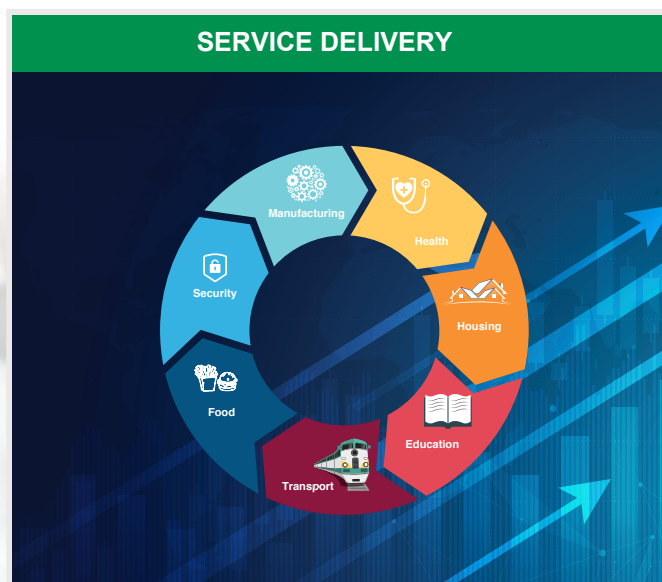 SERVICE DELIVERY
Manufacturing
Health
Housing
Education
Transport
Food
Security